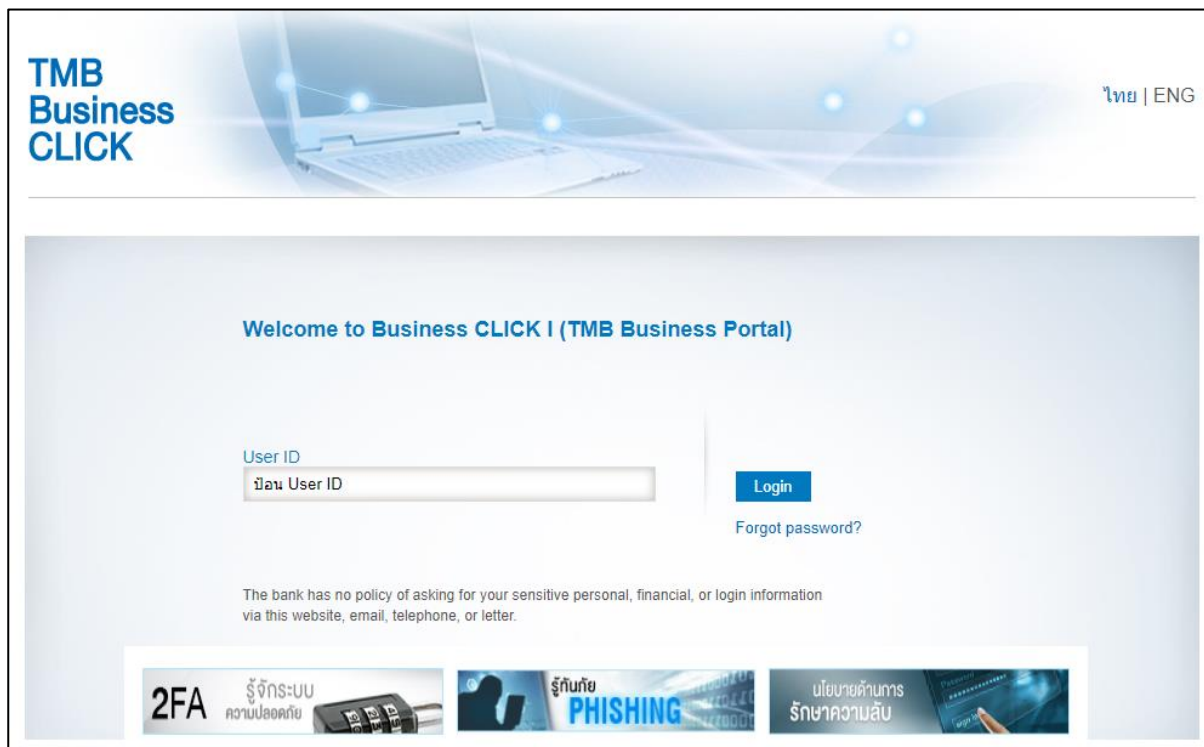 TMB
Business
CLICK
ไทย | ENG
Welcome to Business CLICK I (TMB Business Portal)
User ID
ป้อน User ID
Login
Forgot password?
The bank has no policy of asking for your sensitive personal, financial, or login information
via this website, email, telephone, or letter.
2FA
รู้จักระบบ
ความปลอดภัย
รู้ทันภัย
PHISHING
นโยบายด้านการ
รักษาความลับ
Password
sign in